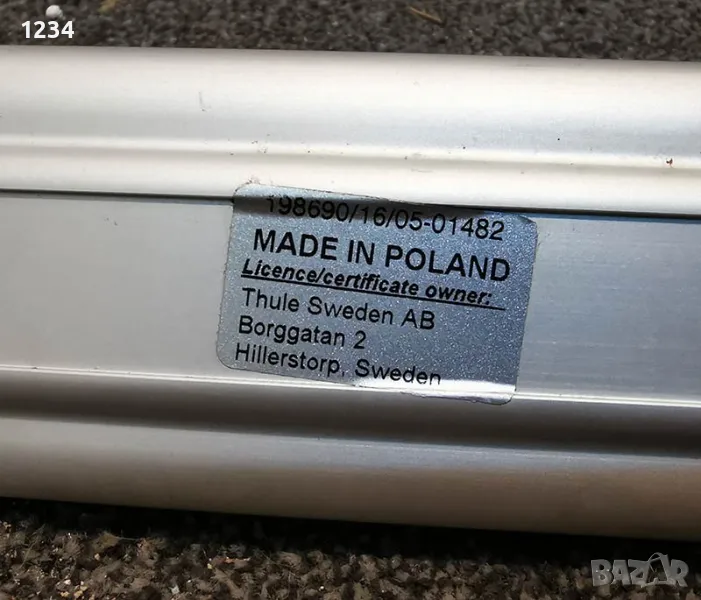 1234
198690/16/05-01482
MADE IN POLAND
Licence/certificate owner:
Thule Sweden AB
Borggatan 2
Hillerstorp, Sweden
BAZAR